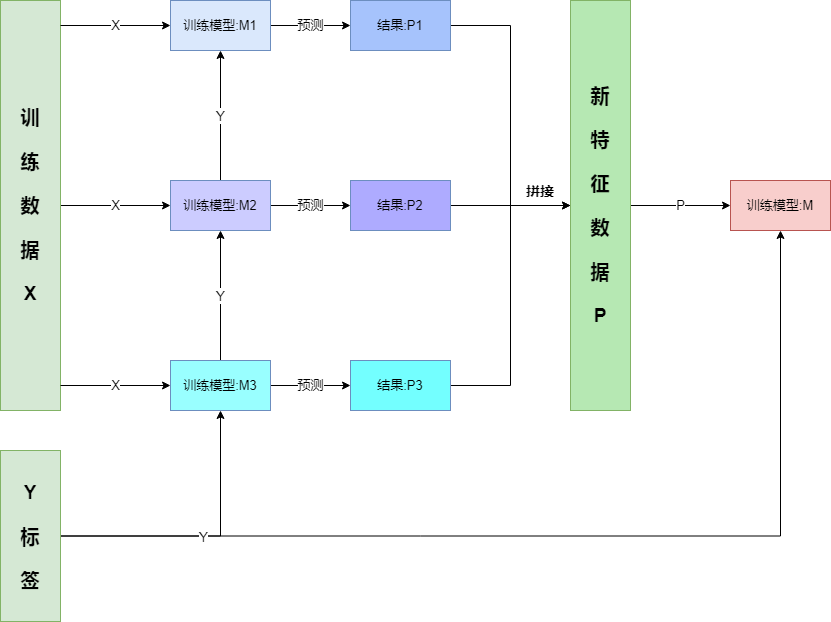 训练数据X
X
训练模型:M1
预测
结果:P1
Y
X
训练模型:M2
预测
结果:P2
Y
X
训练模型:M3
预测
结果:P3
拼接
新特征数据P
P
训练模型:M
Y标签
Y